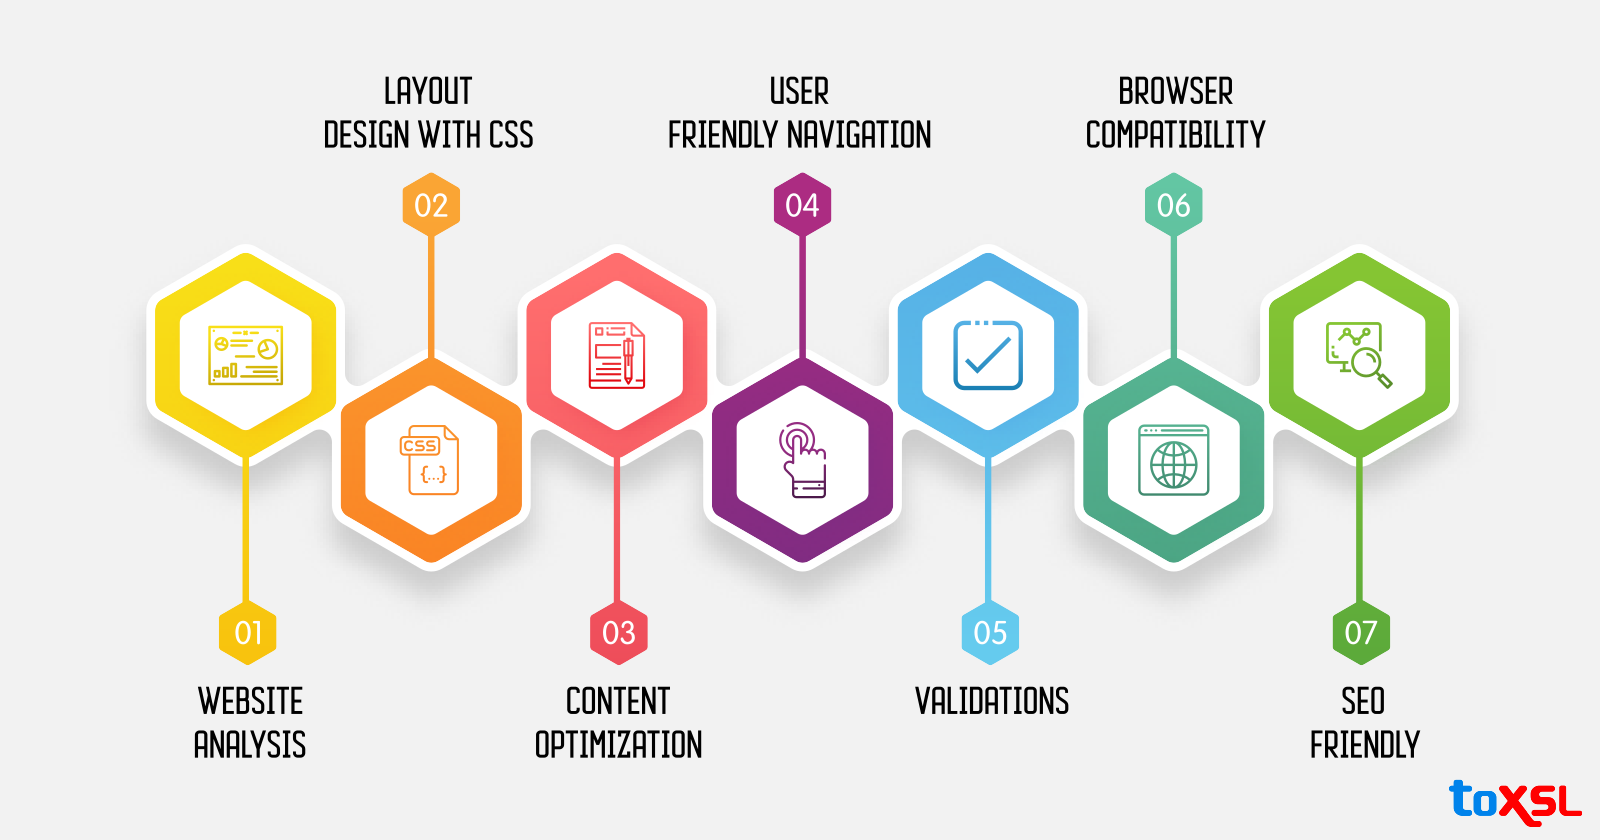 LAYOUT
DESIGN WITH CSS
USER
FRIENDLY NAVIGATION
BROWSER
COMPATIBILITY
02
04
06
CSS
{...}
01
03
05
07
WEBSITE
ANALYSIS
CONTENT
OPTIMIZATION
VALIDATIONS
SEO
FRIENDLY
toXSL